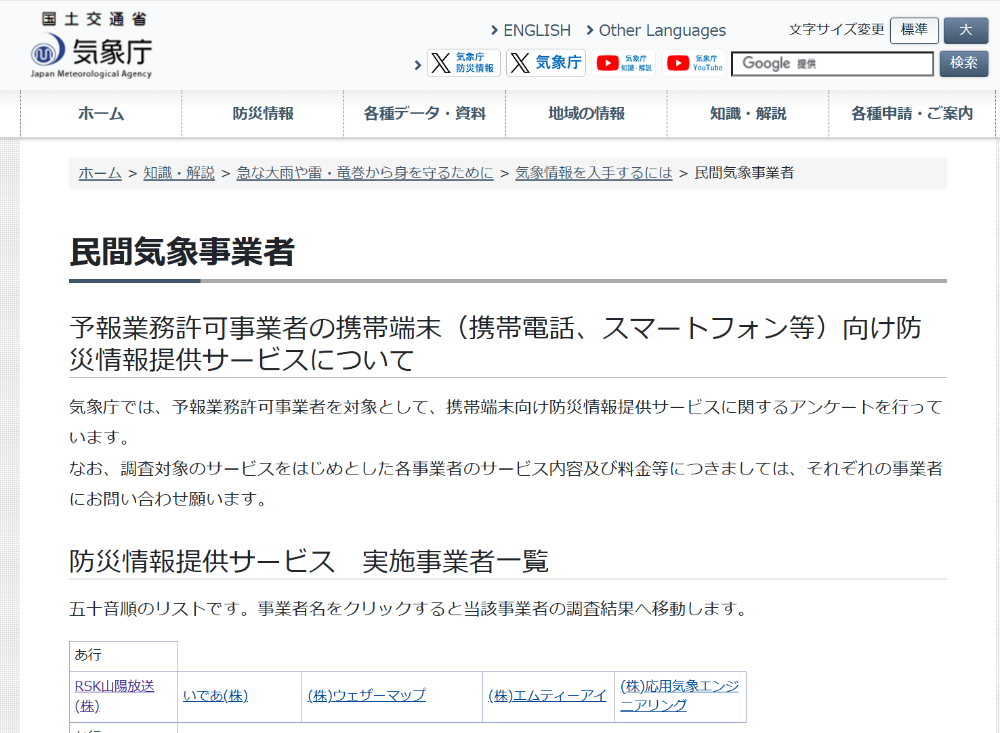 国土交通省
気象庁
Japan Meteorological Agency
ENGLISH Other Languages
文字サイズ変更 標準 大
気象庁
防災情報
気象庁
気象庁
知識・解説
気象庁
YouTube
Google 提供
検索
ホーム 防災情報 各種データ・資料 地域の情報 知識・解説 各種申請・ご案内
ホーム > 知識・解説 > 急な大雨や雷・竜巻から身を守るために > 気象情報を入手するには > 民間気象事業者
民間気象事業者
予報業務許可事業者の携帯端末（携帯電話、スマートフォン等）向け防
災情報提供サービスについて
気象庁では、予報業務許可事業者を対象として、携帯端末向け防災情報提供サービスに関するアンケートを行って
います。
なお、調査対象のサービスをはじめとした各事業者のサービス内容及び料金等につきましては、それぞれの事業者
にお問い合わせ願います。
防災情報提供サービス　実施事業者一覧
五十音順のリストです。事業者名をクリックすると当該事業者の調査結果へ移動します。
あ行
RSK山陽放送
(株)
いであ(株)
(株)ウェザーマップ
(株)エムティーアイ
(株)応用気象エンジ
ニアリング